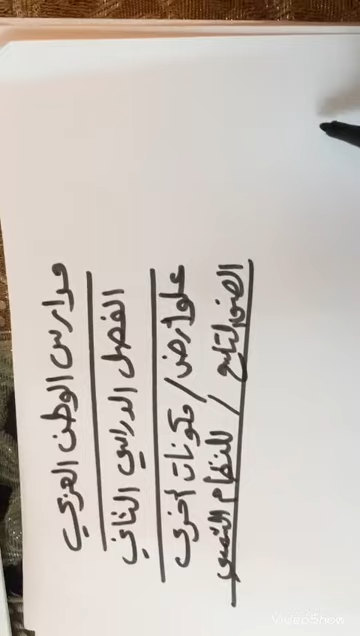 مدارس الوطن العربي
الفصل الدراسي الثاني
علوم أرض / مكونات أخرى
الصف التاسع / للنظام الشمسي
VideoShow